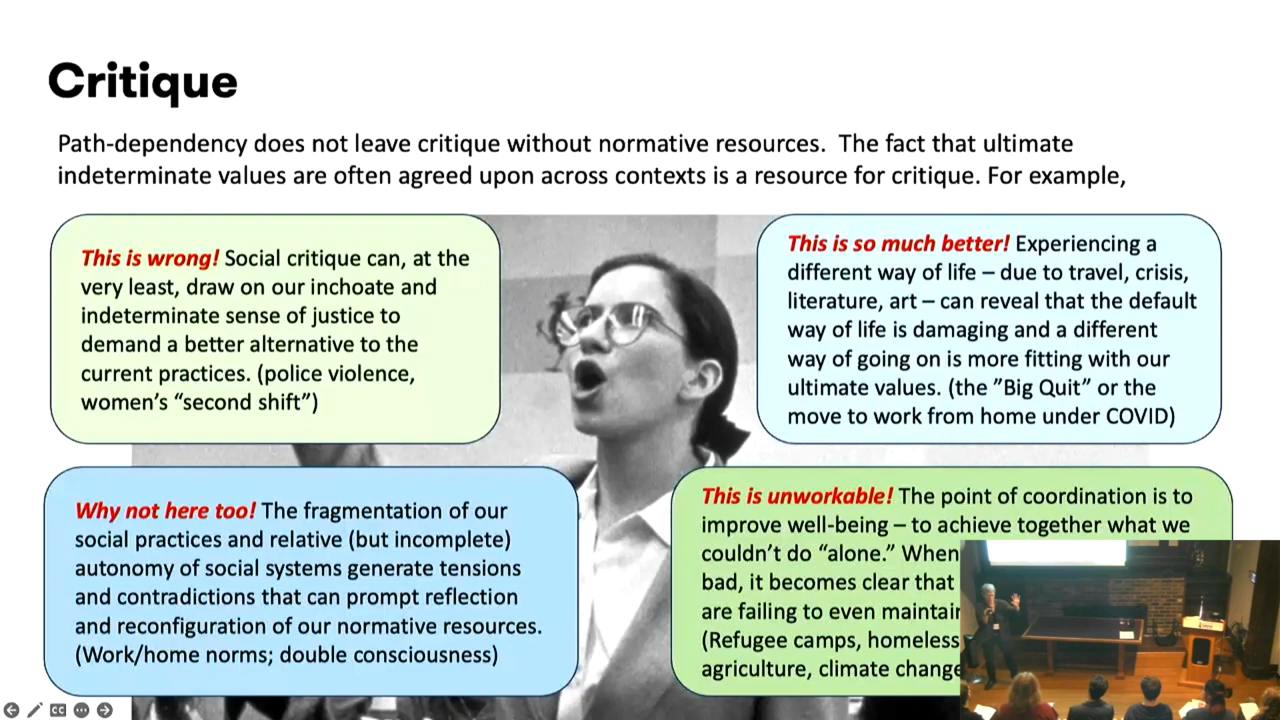 Critique
Path-dependency does not leave critique without normative resources.  The fact that ultimate
indeterminate values are often agreed upon across contexts is a resource for critique. For example,
This is wrong! Social critique can, at the
very least, draw on our inchoate and
indeterminate sense of justice to
demand a better alternative to the
current practices. (police violence,
women’s “second shift”)
This is so much better! Experiencing a
different way of life – due to travel, crisis,
literature, art – can reveal that the default
way of life is damaging and a different
way of going on is more fitting with our
ultimate values. (the ”Big Quit” or the
move to work from home under COVID)
Why not here too! The fragmentation of our
social practices and relative (but incomplete)
autonomy of social systems generate tensions
and contradictions that can prompt reflection
and reconfiguration of our normative resources.
(Work/home norms; double consciousness)
This is unworkable! The point of coordination is to
improve well-being – to achieve together what we
couldn’t do “alone.” When
bad, it becomes clear that
are failing to even maintain
(Refugee camps, homeless
agriculture, climate change
CC